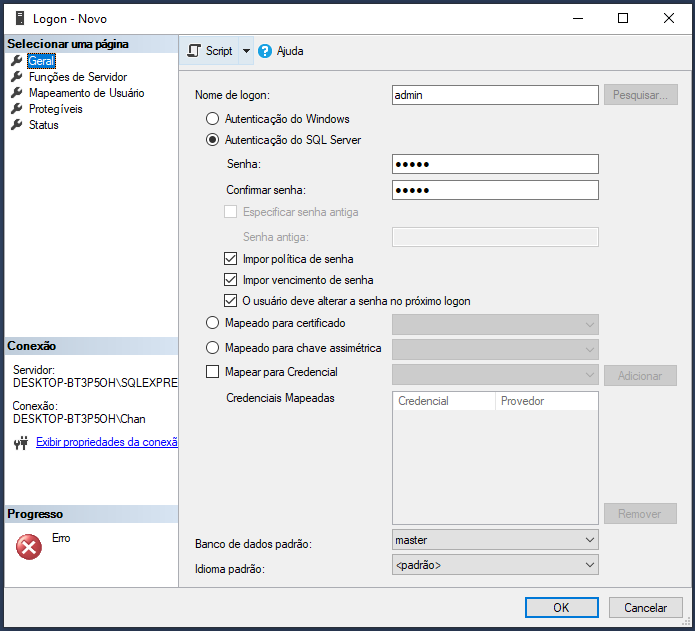 Logon - Novo
Selecionar uma página
Geral
Funções de Servidor
Mapeamento de Usuário
Protegíveis
Status
Script
Ajuda
Nome de logon: admin Pesquisar...
Autenticação do Windows
Autenticação do SQL Server
Senha: ●●●●●
Confirmar senha: ●●●●●
Especificar senha antiga
Senha antiga:
Impor política de senha
Impor vencimento de senha
O usuário deve alterar a senha no próximo logon
Mapeado para certificado
Mapeado para chave assimétrica
Mapear para Credencial Adicionar
Credenciais Mapeadas Credencial Provedor
Remover
Banco de dados padrão: master
Idioma padrão: <padrão>
Conexão
Servidor:
DESKTOP-BT3P5OH\SQLEXPRE
Conexão:
DESKTOP-BT3P5OH\Chan
Exibir propriedades da conexã
Progresso
Erro
OK Cancelar